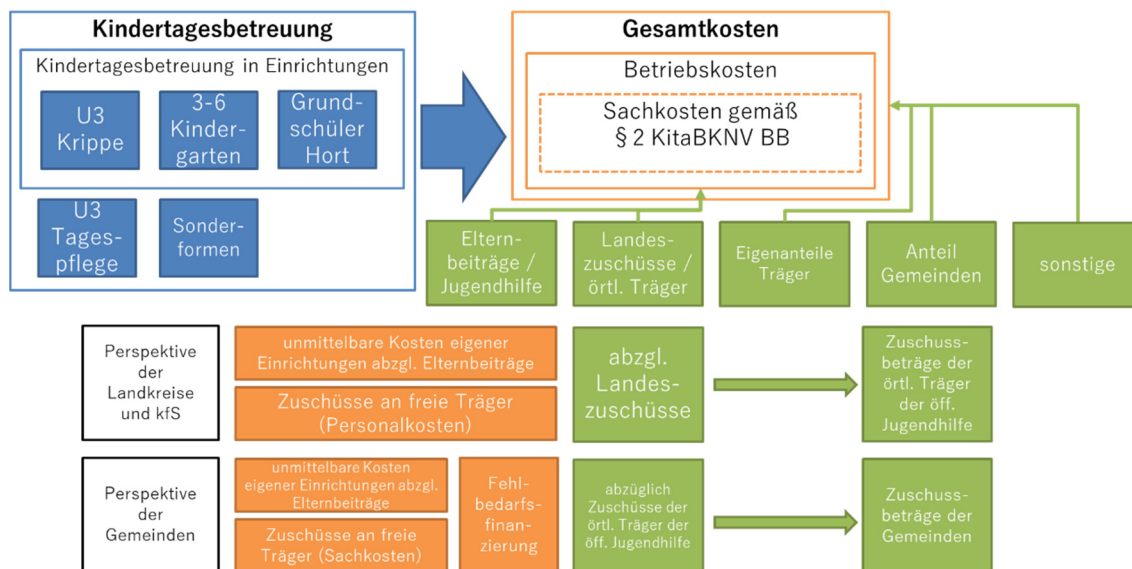 Kindertagesbetreuung
Kindertagesbetreuung in Einrichtungen
U3
Krippe
3-6
Kinder-
garten
Grund-
schüler
Hort
U3
Tages-
pflege
Sonder-
formen
Gesamtkosten
Betriebskosten
Sachkosten gemäß
§ 2 KitaBKNV BB
Eltern-
beiträge /
Jugendhilfe
Landes-
zuschüsse /
örtl. Träger
Eigenanteile
Träger
Anteil
Gemeinden
sonstige
Perspektive
der
Landkreise
und kfS
unmittelbare Kosten eigener
Einrichtungen abzgl. Elternbeiträge
Zuschüsse an freie Träger
(Personalkosten)
abzgl.
Landes-
zuschüsse
Zuschuss-
beträge der
örtl. Träger
der öff.
Jugendhilfe
Perspektive
der
Gemeinden
unmittelbare Kosten
eigener Einrichtungen abzgl.
Elternbeiträge
Zuschüsse an freie
Träger (Sachkosten)
Fehl-
bedarfs-
finan-
zierung
abzüglich
Zuschüsse der
örtl. Träger der
öff. Jugendhilfe
Zuschuss-
beträge der
Gemeinden